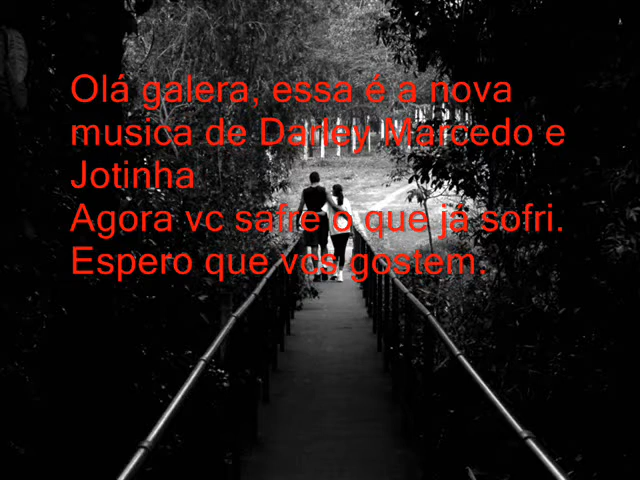 Olá galera, essa é a nova
musica de Darley Marcedo e
Jotinha
Agora vc safre o que já sofri.
Espero que vcs gostem.